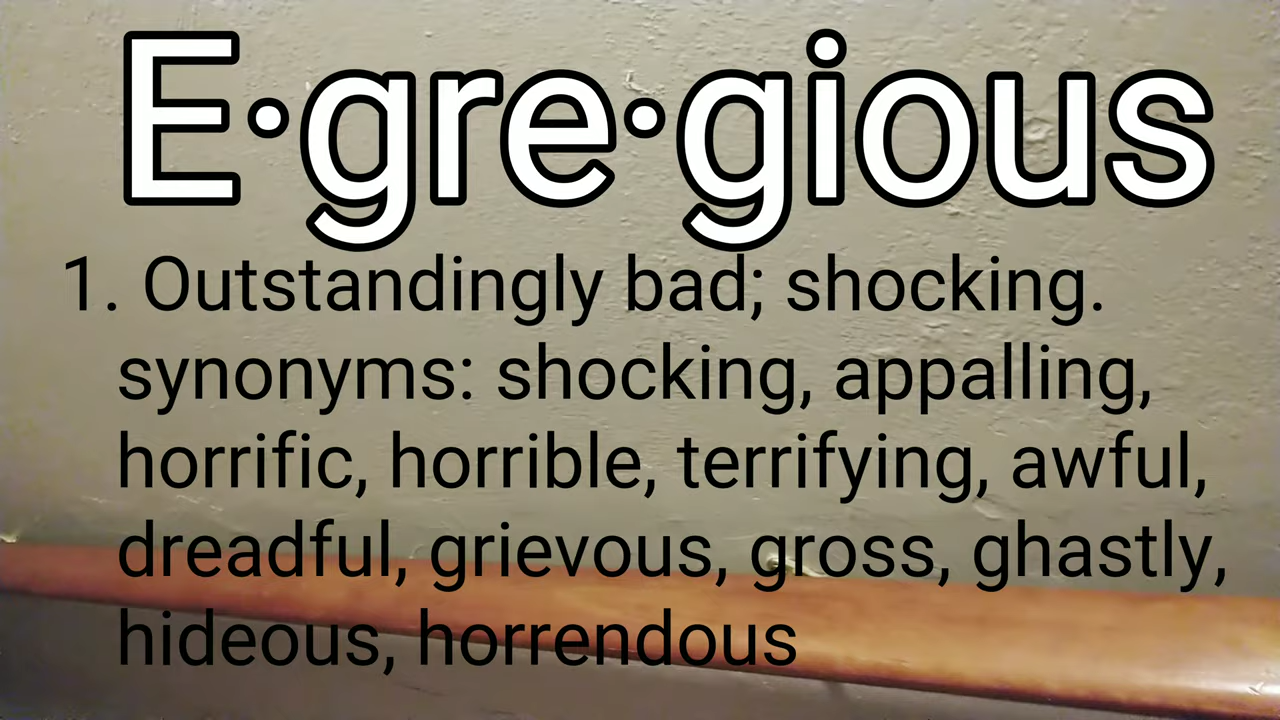 E·gre·gious
1. Outstandingly bad; shocking.
synonyms: shocking, appalling,
horrific, horrible, terrifying, awful,
dreadful, grievous, gross, ghastly,
hideous, horrendous